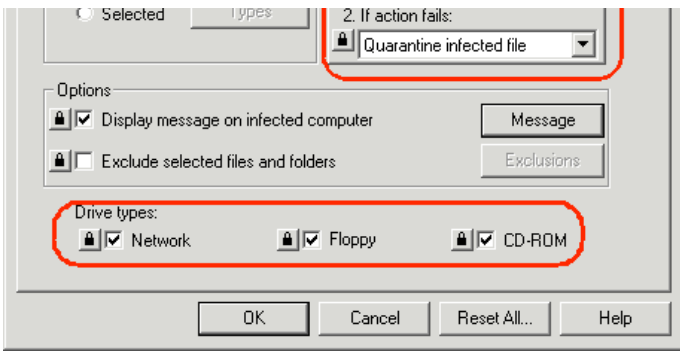 Selected Types 2. If action fails:
Quarantine infected file
Options
Display message on infected computer Message
Exclude selected files and folders Exclusions
Drive types:
Network Floppy CD-ROM
OK Cancel Reset All... Help